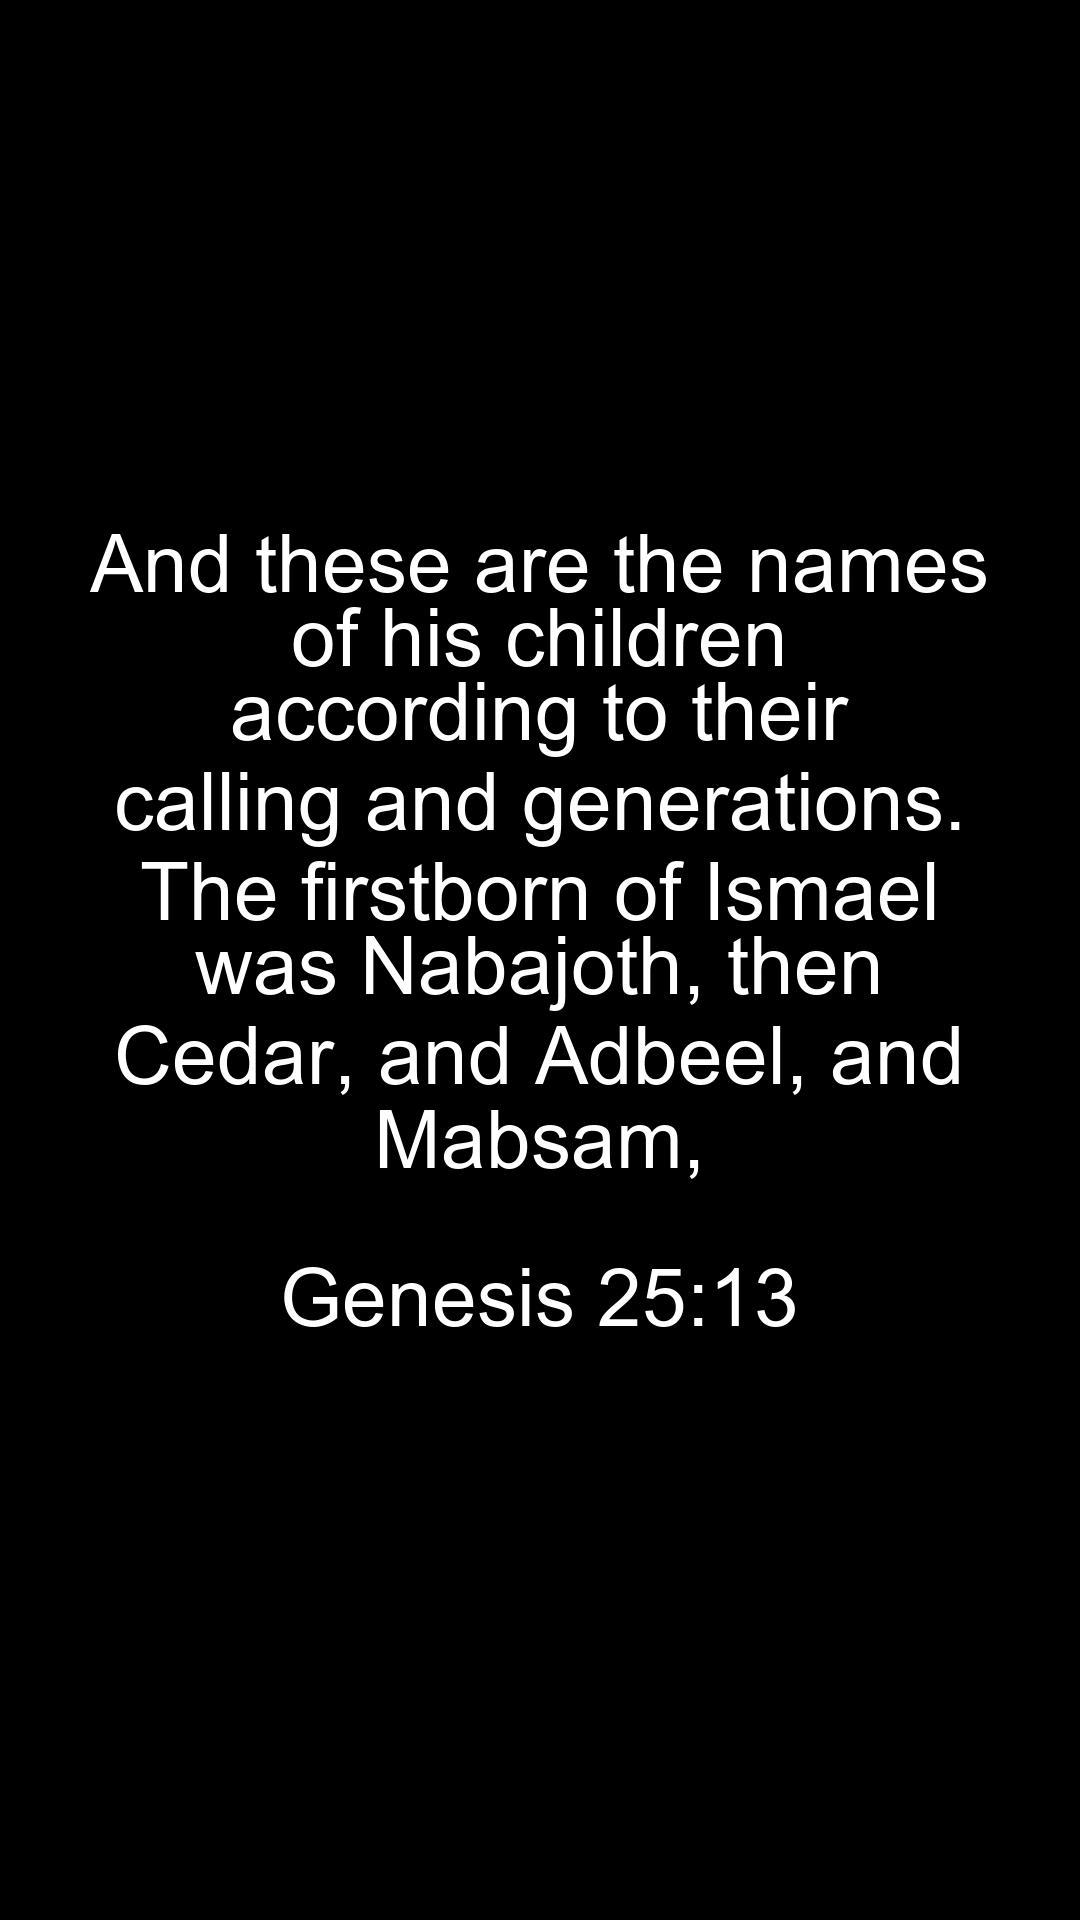 And these are the names
of his children
according to their
calling and generations.
The firstborn of Ismael
was Nabajoth, then
Cedar, and Adbeel, and
Mabsam,
Genesis 25:13